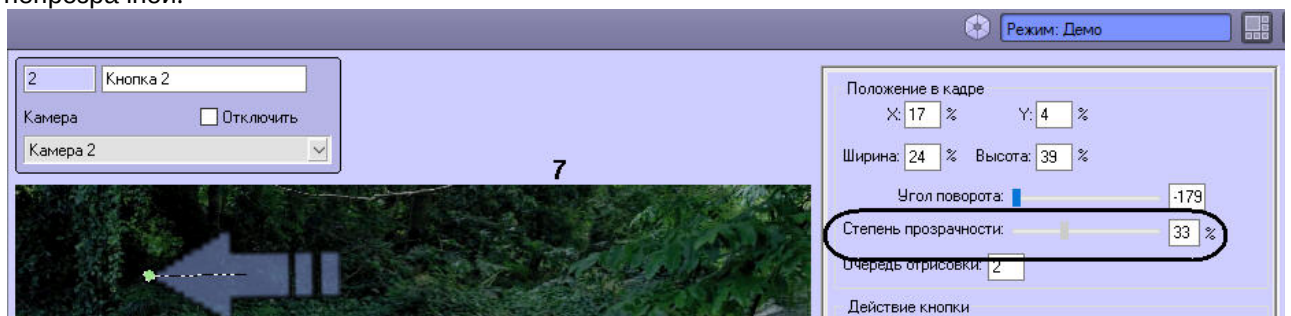 Режим: Демо
2 Кнопка 2
Камера Отключить
Камера 2
7
Положение в кадре
X: 17 % Y: 4 %
Ширина: 24 % Высота: 39 %
Угол поворота: -179
Степень прозрачности: 33 %
Очередь отрисовки: 2
Действие кнопки